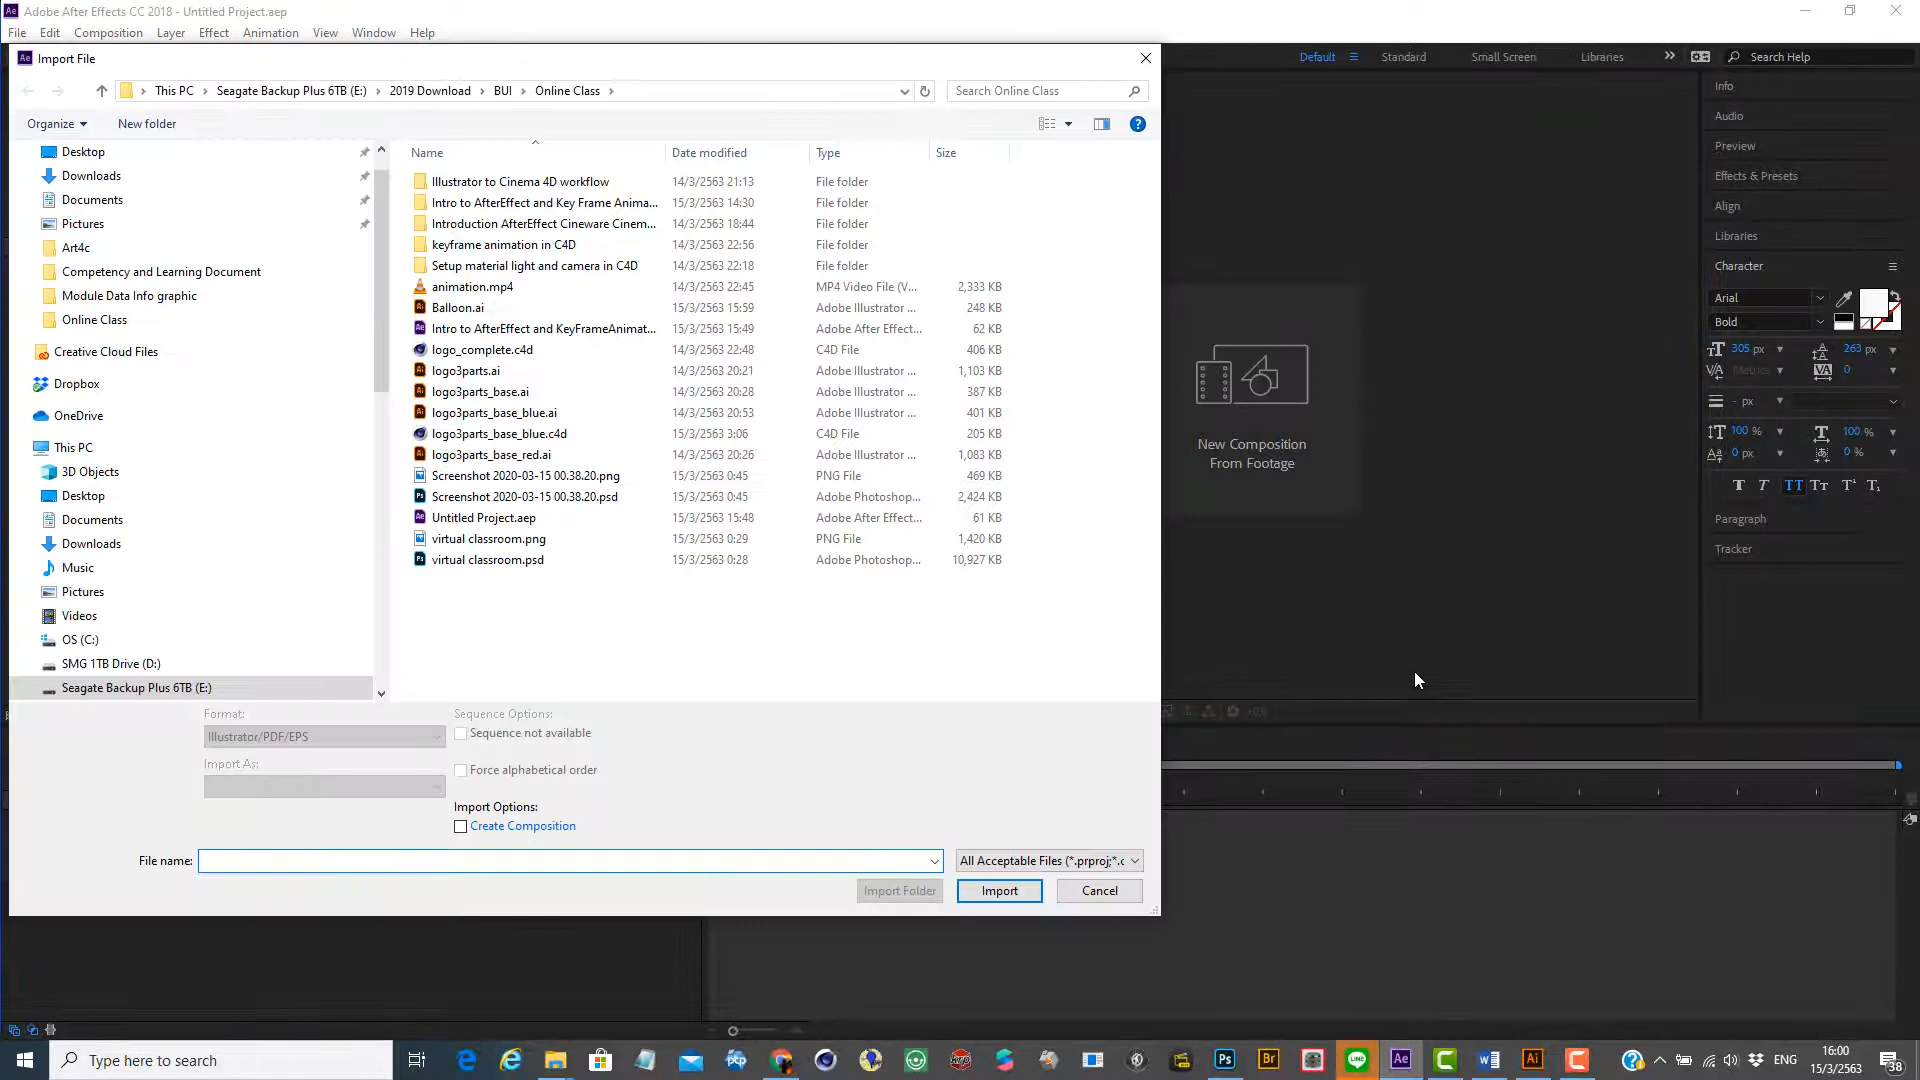 Adobe After Effects CC 2018 - Untitled Project.aep
File Edit Composition Layer Effect Animation View Window Help
Import File
This PC > Seagate Backup Plus 6TB (E:) > 2019 Download > BUI > Online Class >
Search Online Class
Default Standard Small Screen Libraries Search Help
Organize New folder
Name Date modified Type Size
Desktop
Downloads
Documents
Pictures
Art4c
Competency and Learning Document
Module Data Info graphic
Online Class
Creative Cloud Files
Dropbox
OneDrive
This PC
3D Objects
Desktop
Documents
Downloads
Music
Pictures
Videos
OS (C:)
SMG 1TB Drive (D:)
Seagate Backup Plus 6TB (E:)
Illustrator to Cinema 4D workflow 14/3/2563 21:13 File folder
Intro to AfterEffect and Key Frame Anima... 15/3/2563 14:30 File folder
Introduction AfterEffect Cineware Cinem... 14/3/2563 18:44 File folder
keyframe animation in C4D 14/3/2563 22:56 File folder
Setup material light and camera in C4D 14/3/2563 22:18 File folder
animation.mp4 14/3/2563 22:45 MP4 Video File (V... 2,333 KB
Balloon.ai 15/3/2563 15:59 Adobe Illustrator ... 248 KB
Intro to AfterEffect and KeyFrameAnimat... 15/3/2563 15:49 Adobe After Effect... 62 KB
logo_complete.c4d 14/3/2563 22:48 C4D File 406 KB
logo3parts.ai 14/3/2563 20:21 Adobe Illustrator ... 1,103 KB
logo3parts_base.ai 14/3/2563 20:28 Adobe Illustrator ... 387 KB
logo3parts_base_blue.ai 14/3/2563 20:53 Adobe Illustrator ... 401 KB
logo3parts_base_blue.c4d 15/3/2563 3:06 C4D File 205 KB
logo3parts_base_red.ai 14/3/2563 20:26 Adobe Illustrator ... 1,083 KB
Screenshot 2020-03-15 00.38.20.png 15/3/2563 0:45 PNG File 469 KB
Screenshot 2020-03-15 00.38.20.psd 15/3/2563 0:45 Adobe Photoshop... 2,424 KB
Untitled Project.aep 15/3/2563 15:48 Adobe After Effect... 61 KB
virtual classroom.png 15/3/2563 0:29 PNG File 1,420 KB
virtual classroom.psd 15/3/2563 0:28 Adobe Photoshop... 10,927 KB
Format:
Illustrator/PDF/EPS
Import As:
Sequence Options:
Sequence not available
Force alphabetical order
Import Options:
Create Composition
File name:
All Acceptable Files (*.prproj;*.c
Import Folder Import Cancel
New Composition
From Footage
Info
Audio
Preview
Effects & Presets
Align
Libraries
Character
Arial
Bold
305 px 263 px
Metrics 0
- px
100 % 100 %
0 px 0 %
Paragraph
Tracker
Type here to search
ENG
16:00
15/3/2563
38